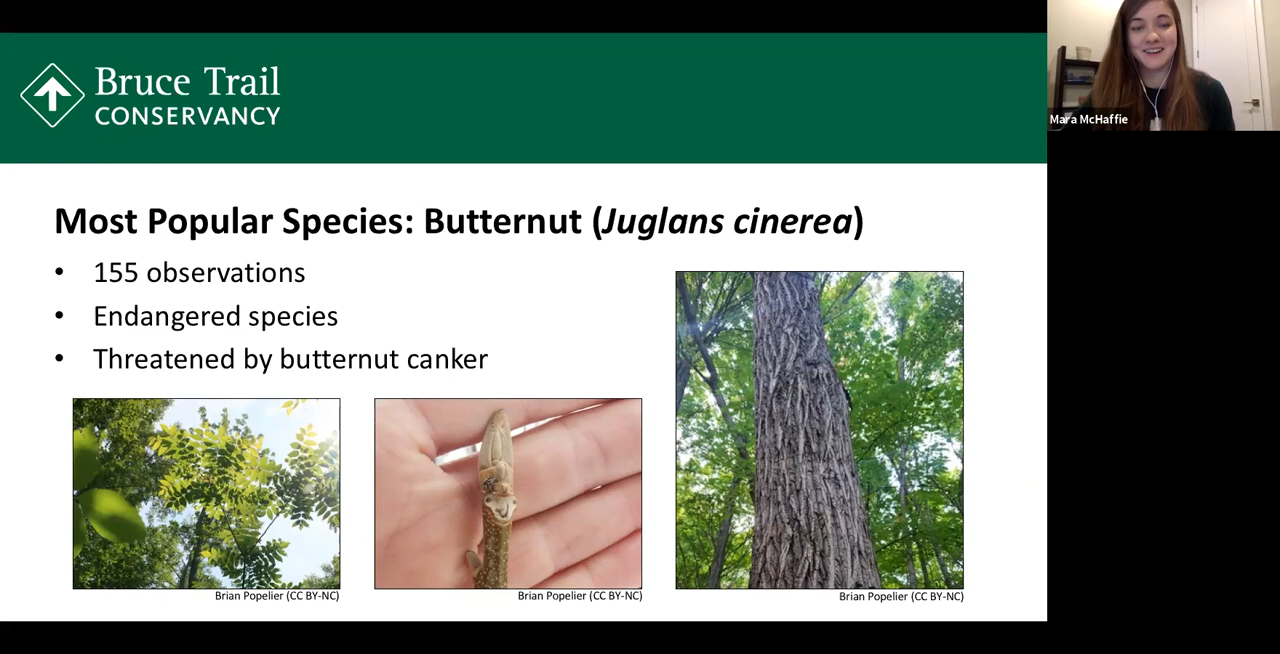 Bruce Trail
CONSERVANCY
Mara McHaffie
Most Popular Species: Butternut (Juglans cinerea)
• 155 observations
• Endangered species
• Threatened by butternut canker
Brian Popelier (CC BY-NC)
Brian Popelier (CC BY-NC)
Brian Popelier (CC BY-NC)